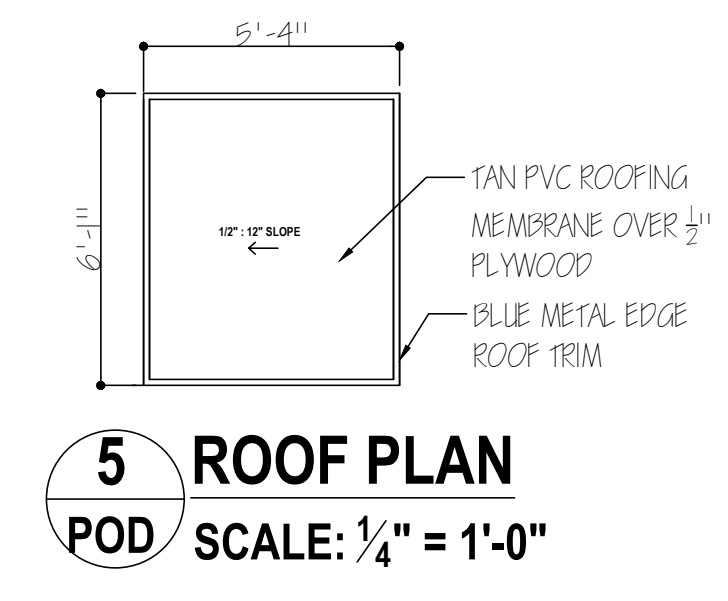 5'-4"
6'-1"
1/2" : 12" SLOPE
TAN PVC ROOFING
MEMBRANE OVER 1/2"
PLYWOOD
BLUE METAL EDGE
ROOF TRIM
5
POD
ROOF PLAN
SCALE: 1/4" = 1'-0"